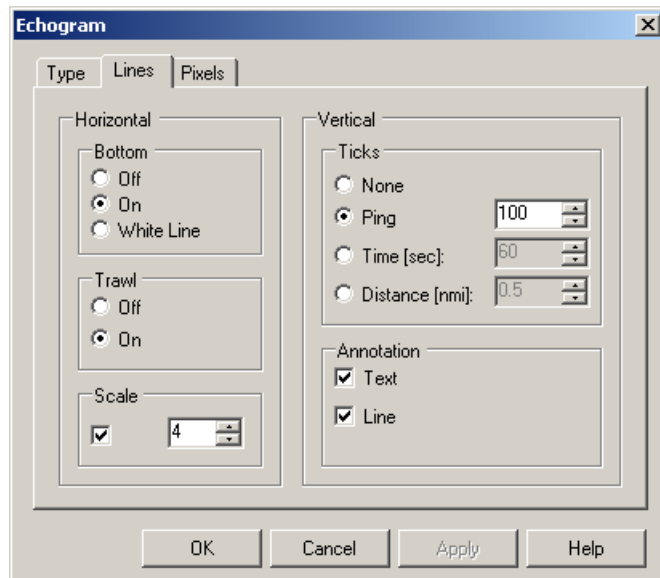 Echogram
Type Lines Pixels
Horizontal
Bottom
Off
On
White Line
Trawl
Off
On
Scale
4
Vertical
Ticks
None
Ping 100
Time [sec]: 60
Distance [nmi]: 0.5
Annotation
Text
Line
OK Cancel Apply Help